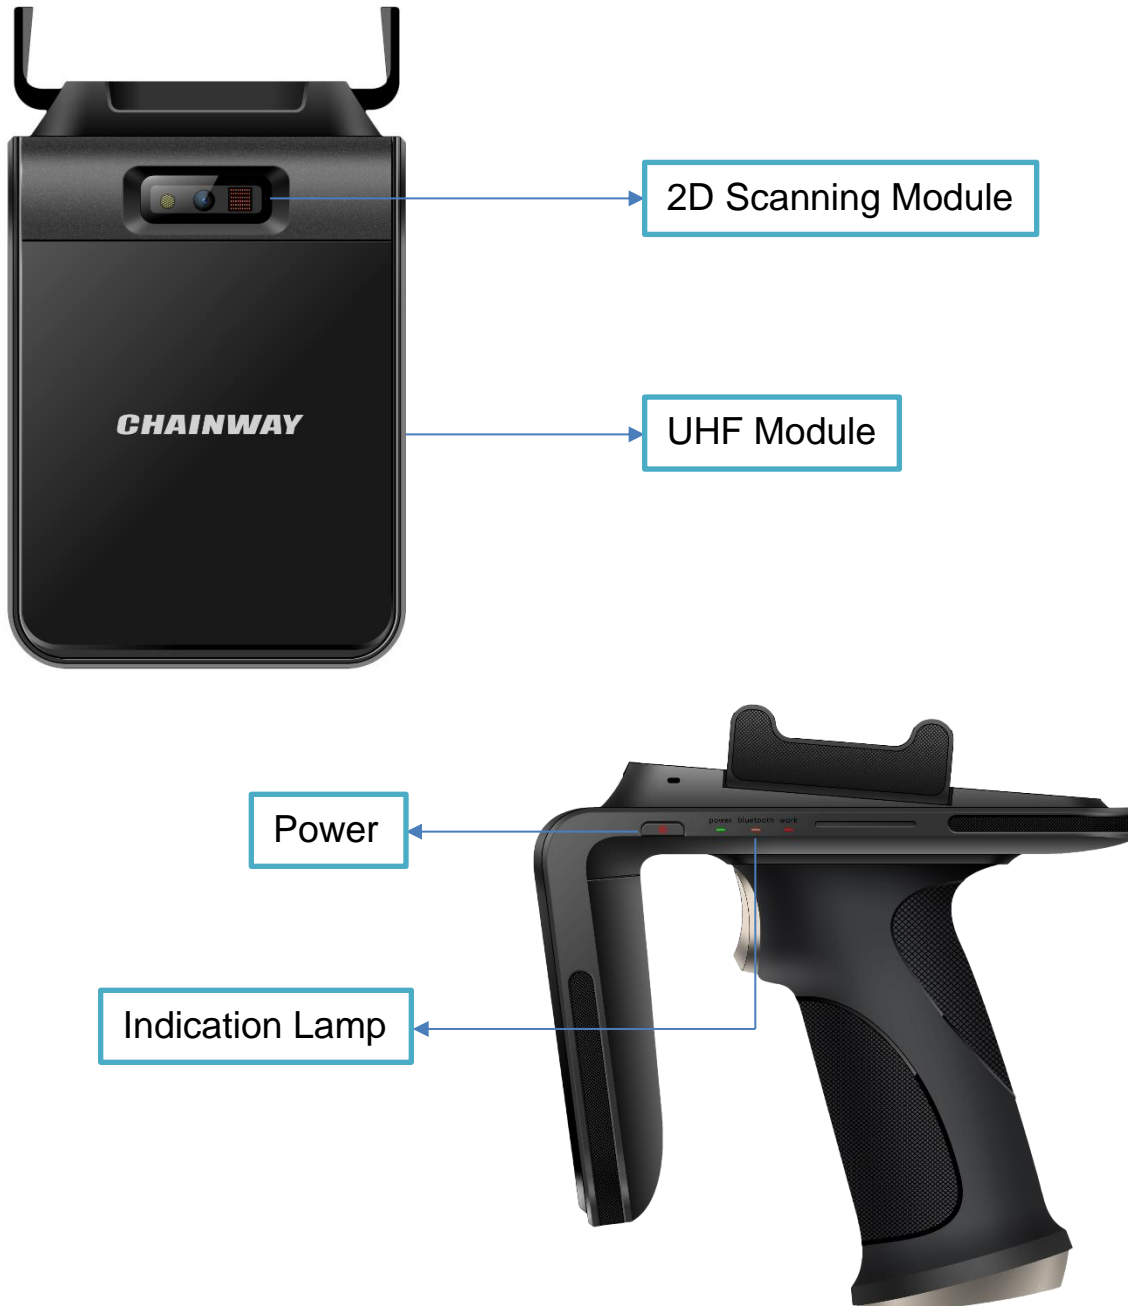 2D Scanning Module
CHAINWAY
UHF Module
Power
power bluetooth work
Indication Lamp